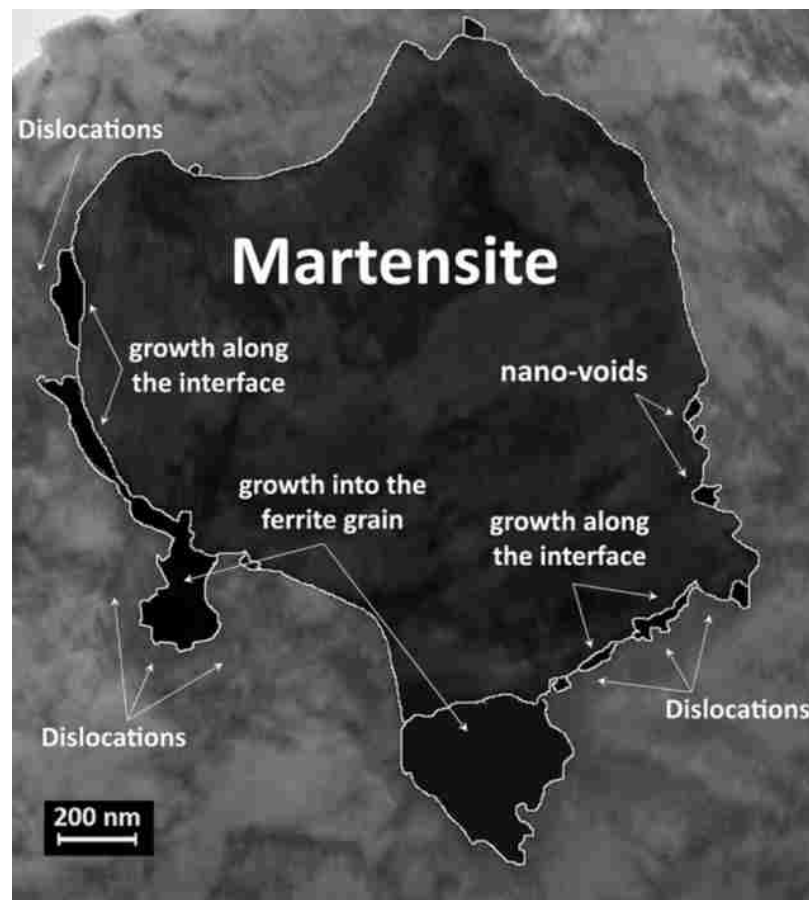 Dislocations
Martensite
growth along
the interface
nano-voids
growth into the
ferrite grain
growth along
the interface
Dislocations
Dislocations
200 nm